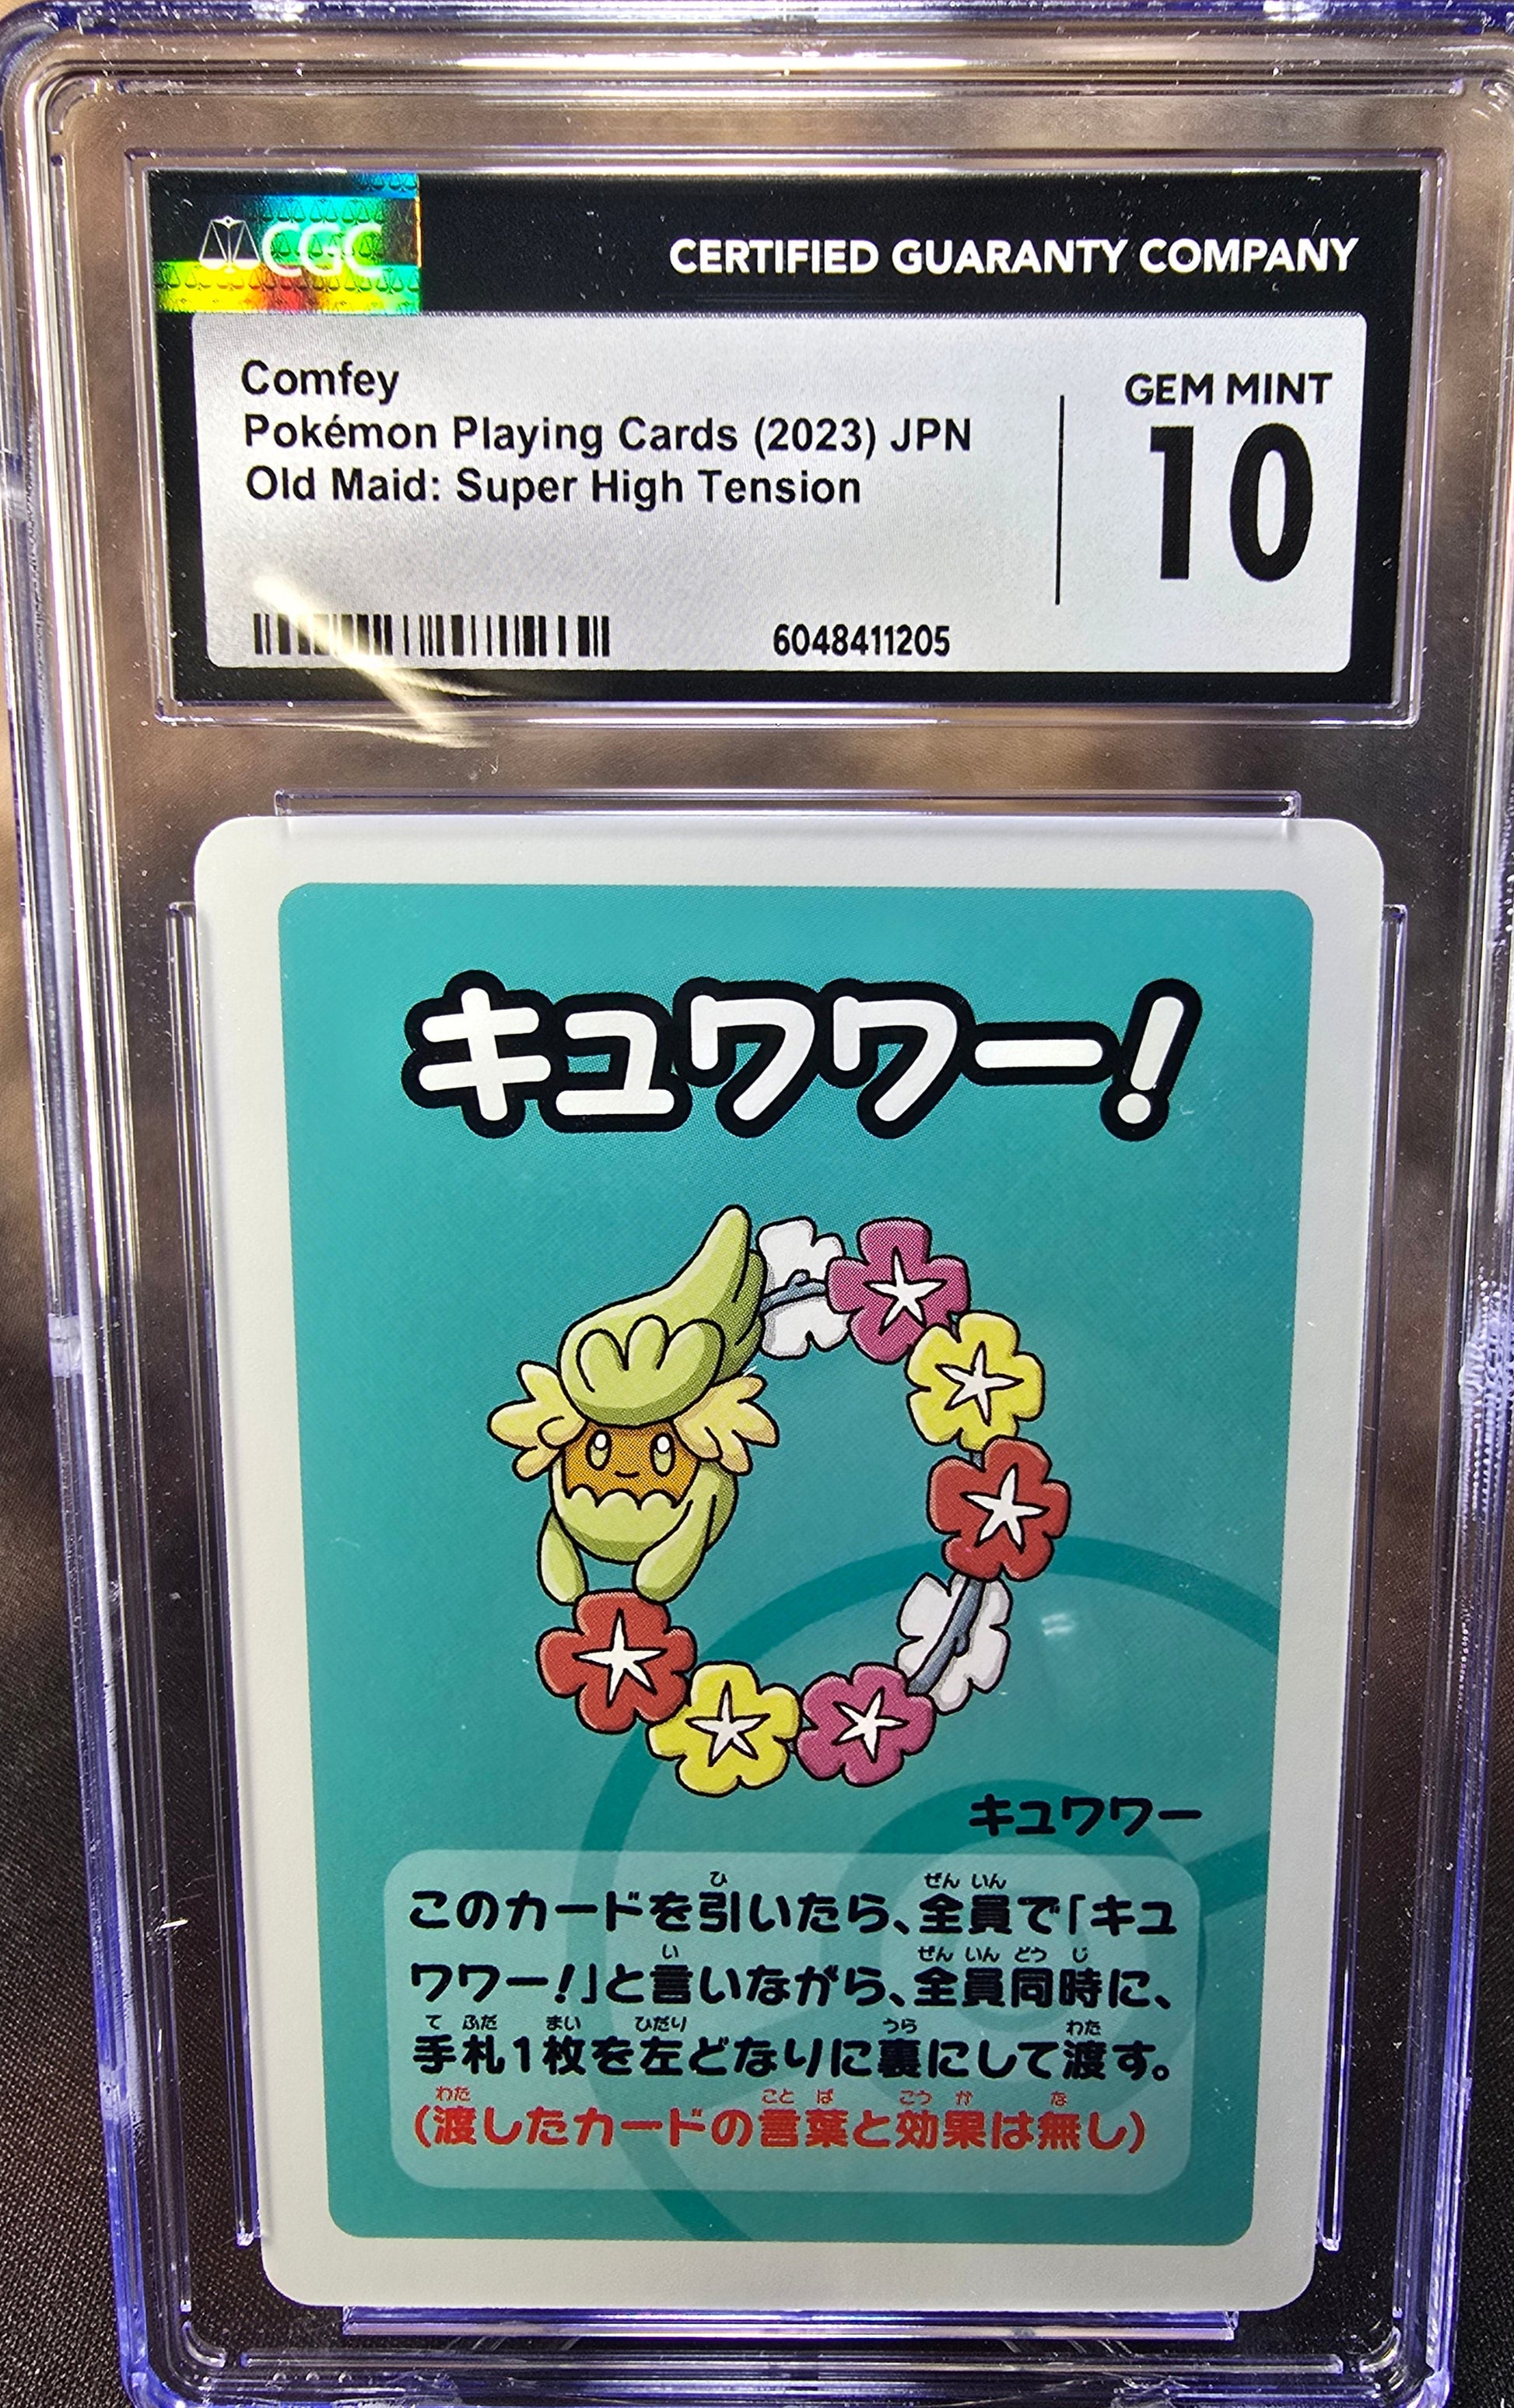 CGC
CERTIFIED GUARANTY COMPANY
Comfey
Pokémon Playing Cards (2023) JPN
Old Maid: Super High Tension
GEM MINT
10
6048411205
キュワワー!
キュワワー
このカードを引いたら、全員で「キュ
ワワー!」と言いながら、全員同時に、
手札1枚を左どなりに裏にして渡す。
(渡したカードの言葉と効果は無し)